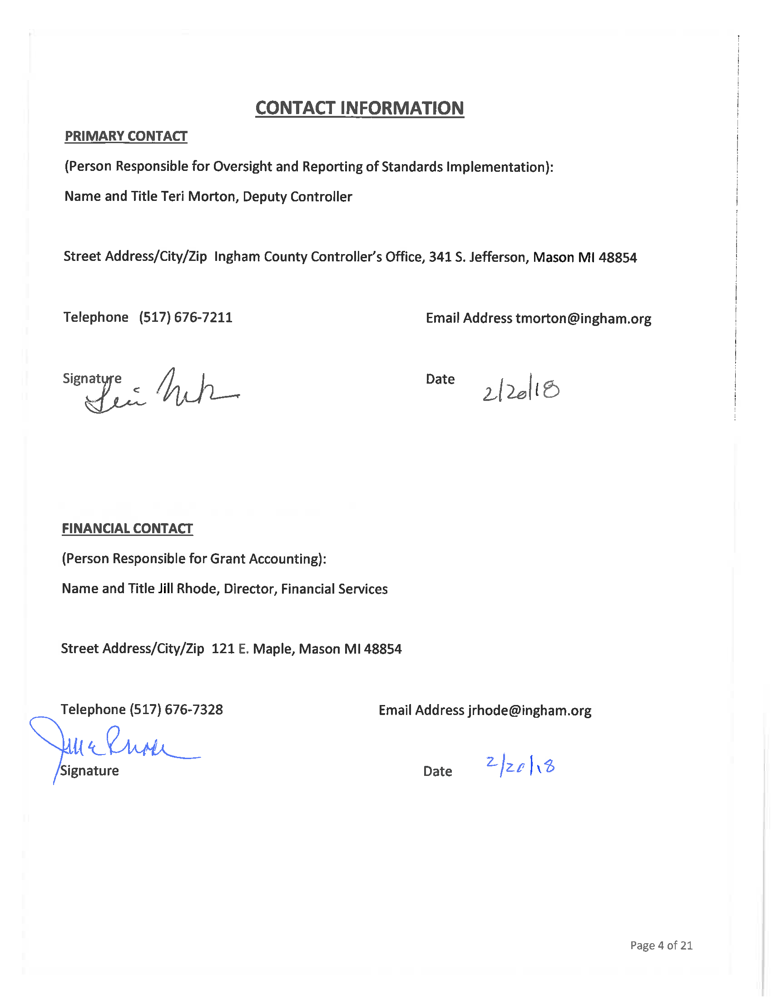 CONTACT INFORMATION
PRIMARY CONTACT
(Person Responsible for Oversight and Reporting of Standards Implementation):
Name and Title Teri Morton, Deputy Controller
Street Address/City/Zip Ingham County Controller's Office, 341 S. Jefferson, Mason MI 48854
Telephone (517) 676-7211 Email Address tmorton@ingham.org
Signature Teri Morton Date 2/20/18
FINANCIAL CONTACT
(Person Responsible for Grant Accounting):
Name and Title Jill Rhode, Director, Financial Services
Street Address/City/Zip 121 E. Maple, Mason MI 48854
Telephone (517) 676-7328 Email Address jrhode@ingham.org
Signature Date 2/20/18
Page 4 of 21